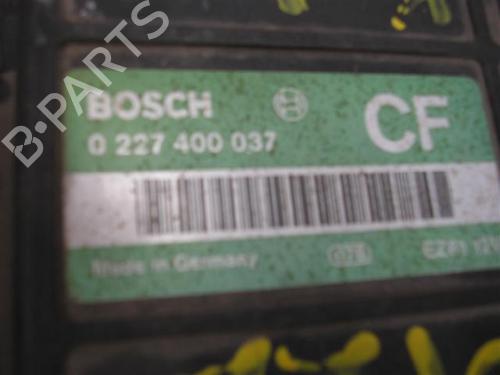 B-PARTS
BOSCH
CF
0 227 400 037
Made in Germany